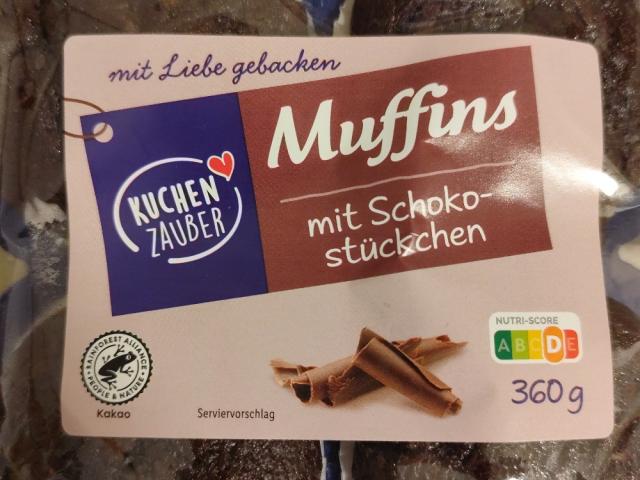 mit Liebe gebacken
Muffins
mit Schoko-
stückchen
KUCHEN
ZAUBER
RAINFOREST ALLIANCE
PEOPLE & NATURE
Kakao
Serviervorschlag
NUTRI-SCORE
A B C D E
360 g